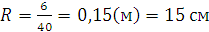 R = 6/40 = 0,15(м) = 15 см